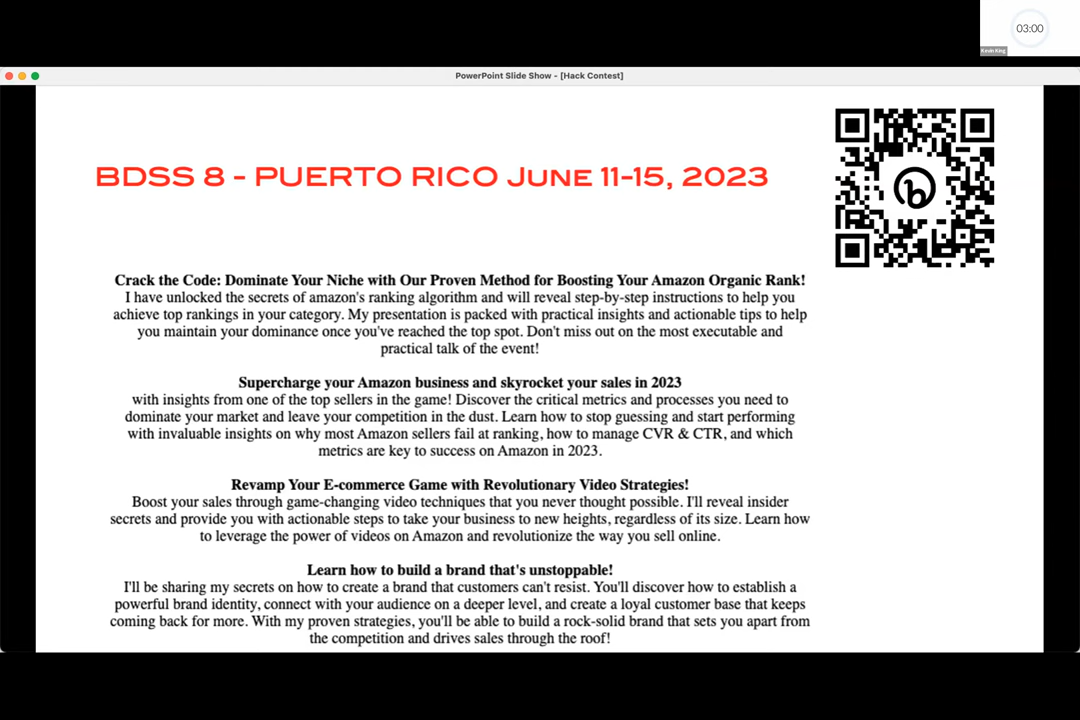 03:00
Kevin King
PowerPoint Slide Show - [Hack Contest]
BDSS 8 - PUERTO RICO JUNE 11-15, 2023
Crack the Code: Dominate Your Niche with Our Proven Method for Boosting Your Amazon Organic Rank!
I have unlocked the secrets of amazon's ranking algorithm and will reveal step-by-step instructions to help you
achieve top rankings in your category. My presentation is packed with practical insights and actionable tips to help
you maintain your dominance once you've reached the top spot. Don't miss out on the most executable and
practical talk of the event!
Supercharge your Amazon business and skyrocket your sales in 2023
with insights from one of the top sellers in the game! Discover the critical metrics and processes you need to
dominate your market and leave your competition in the dust. Learn how to stop guessing and start performing
with invaluable insights on why most Amazon sellers fail at ranking, how to manage CVR & CTR, and which
metrics are key to success on Amazon in 2023.
Revamp Your E-commerce Game with Revolutionary Video Strategies!
Boost your sales through game-changing video techniques that you never thought possible. I'll reveal insider
secrets and provide you with actionable steps to take your business to new heights, regardless of its size. Learn how
to leverage the power of videos on Amazon and revolutionize the way you sell online.
Learn how to build a brand that's unstoppable!
I'll be sharing my secrets on how to create a brand that customers can't resist. You'll discover how to establish a
powerful brand identity, connect with your audience on a deeper level, and create a loyal customer base that keeps
coming back for more. With my proven strategies, you'll be able to build a rock-solid brand that sets you apart from
the competition and drives sales through the roof!